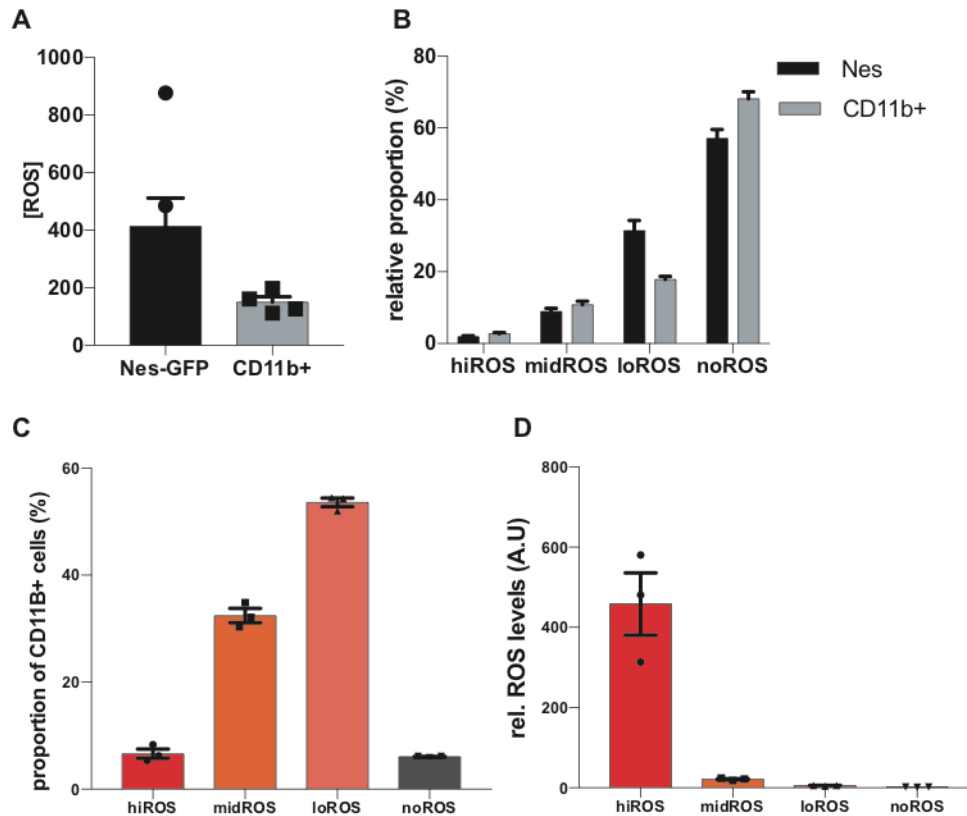 A
1000
800
600
400
200
0
[ROS]
Nes-GFP CD11b+
B
80
60
40
20
0
relative proportion (%)
hiROS midROS loROS noROS
Nes
CD11b+
C
60
40
20
0
proportion of CD11B+ cells (%)
hiROS midROS loROS noROS
D
800
600
400
200
0
rel. ROS levels (A.U)
hiROS midROS loROS noROS